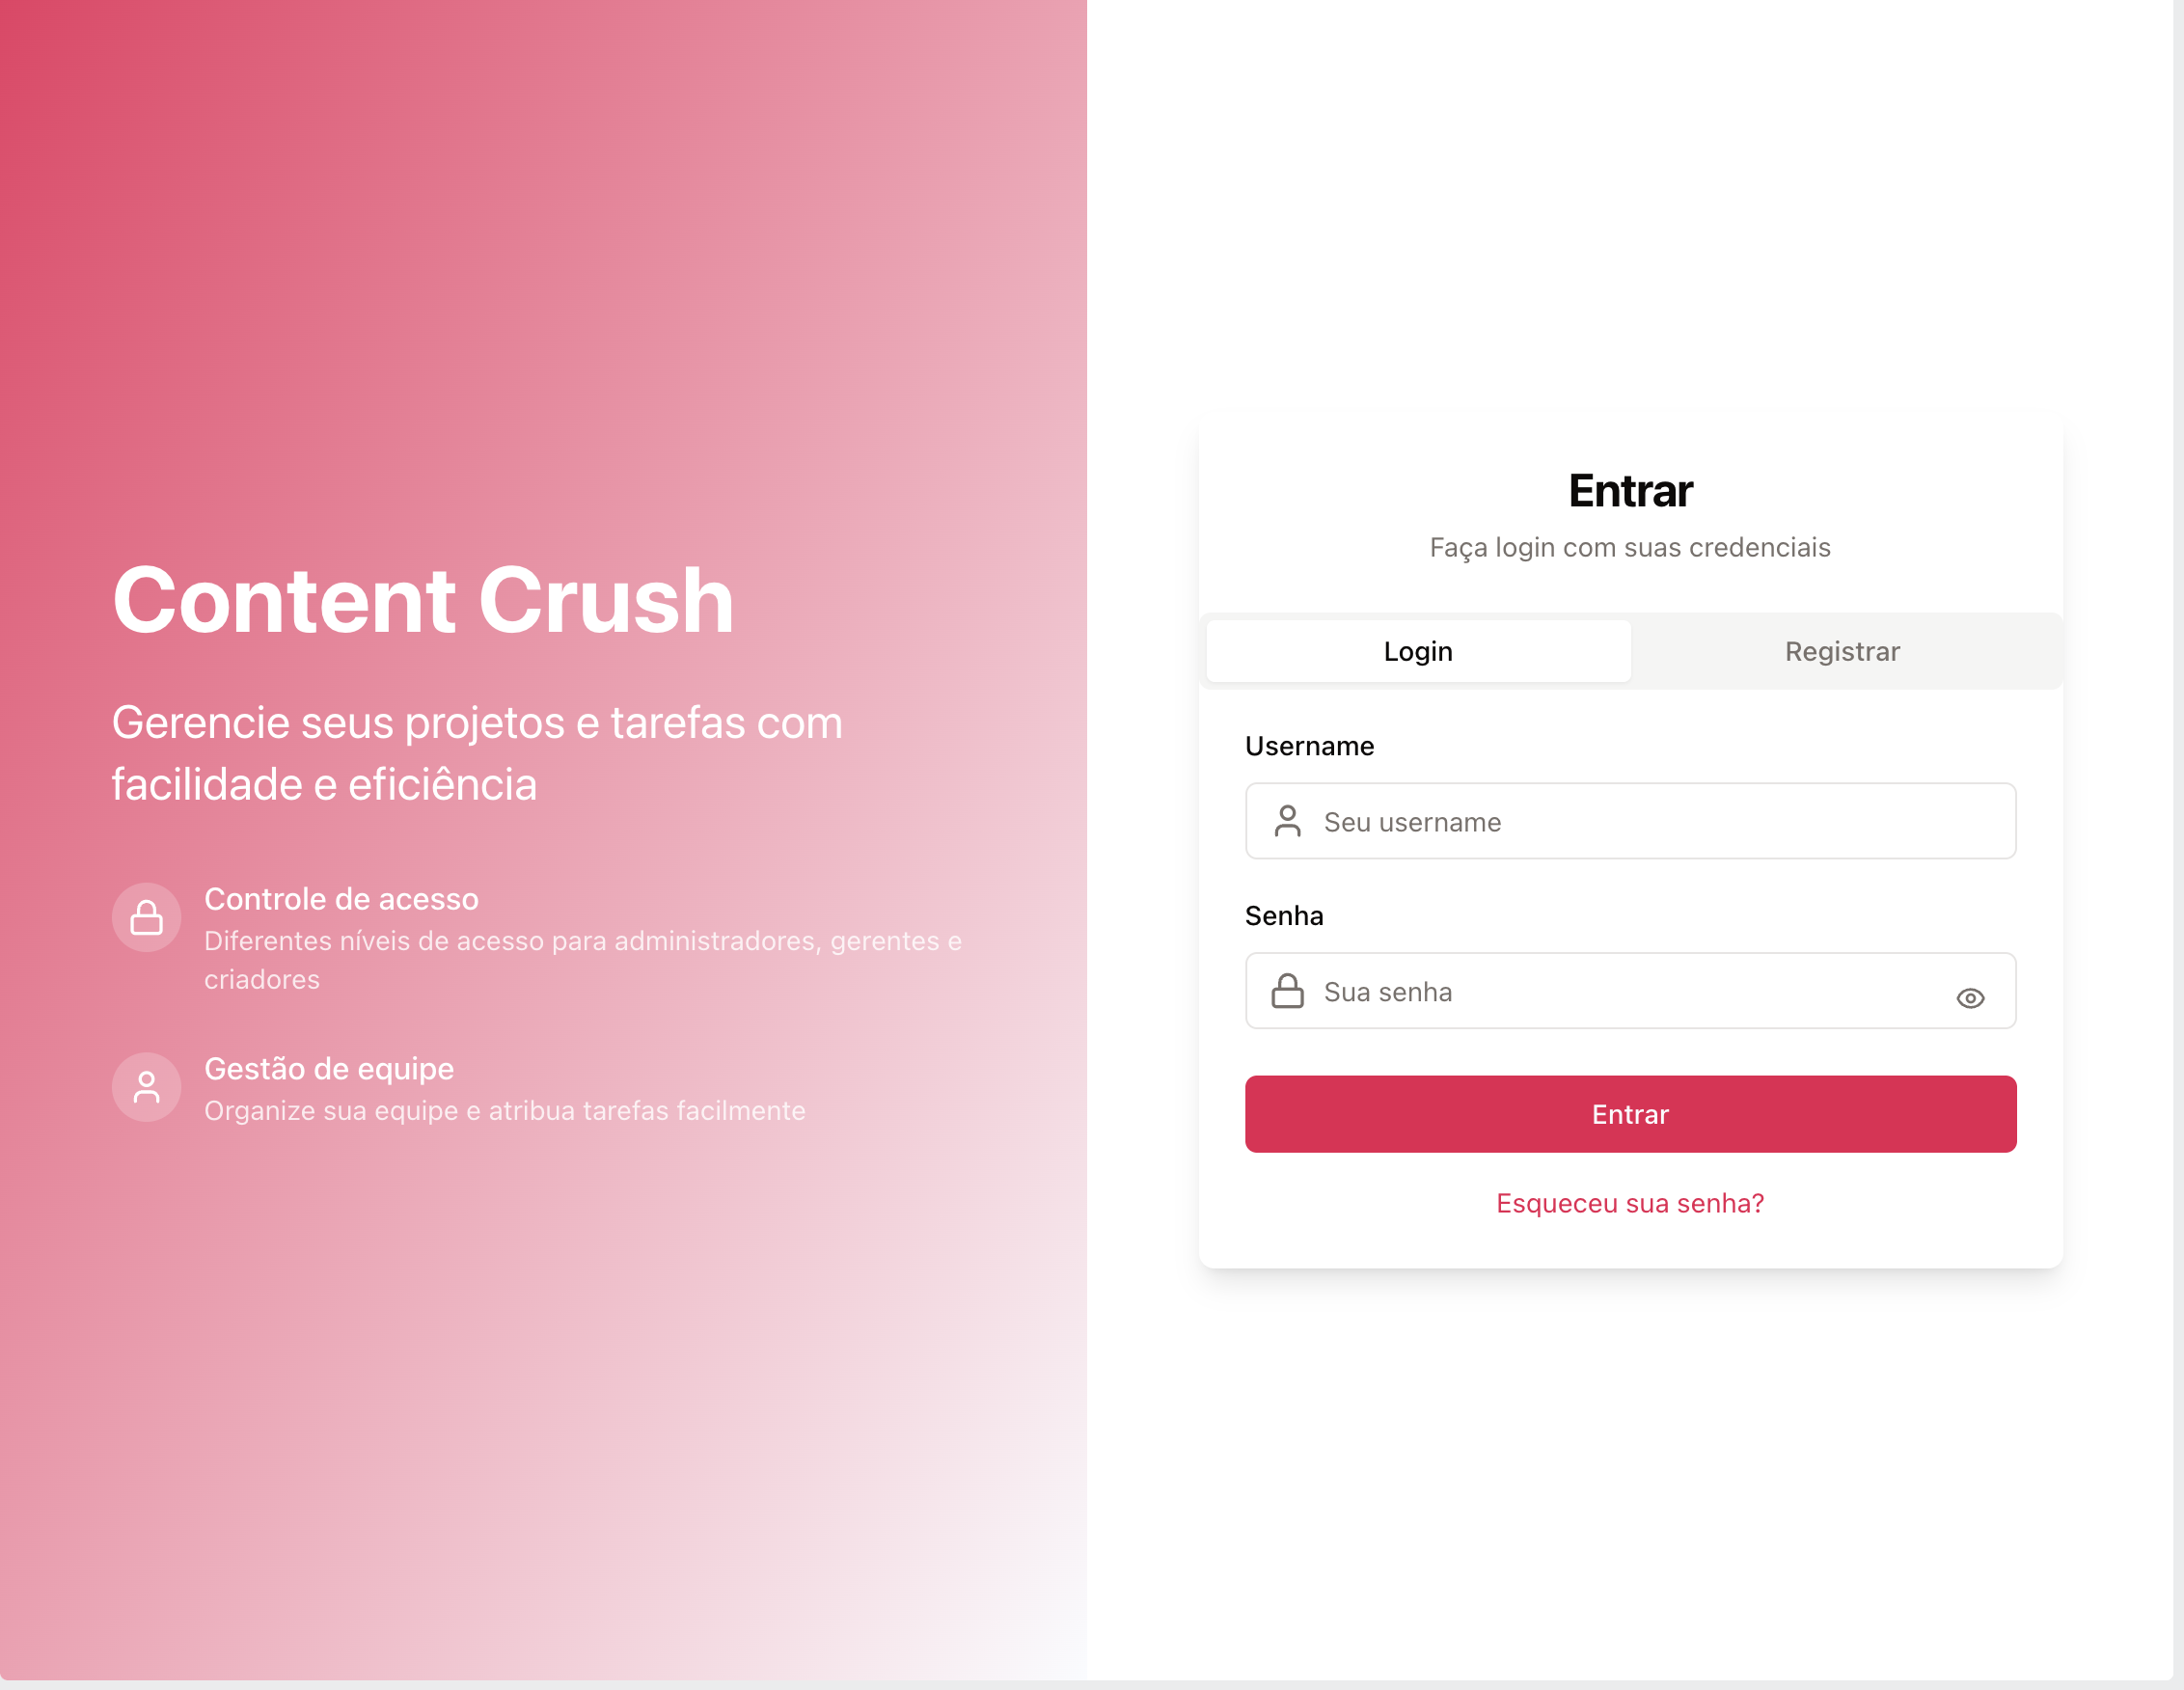 Content Crush
Gerencie seus projetos e tarefas com
facilidade e eficiência
Controle de acesso
Diferentes níveis de acesso para administradores, gerentes e
criadores
Gestão de equipe
Organize sua equipe e atribua tarefas facilmente
Entrar
Faça login com suas credenciais
Login
Registrar
Username
Seu username
Senha
Sua senha
Entrar
Esqueceu sua senha?